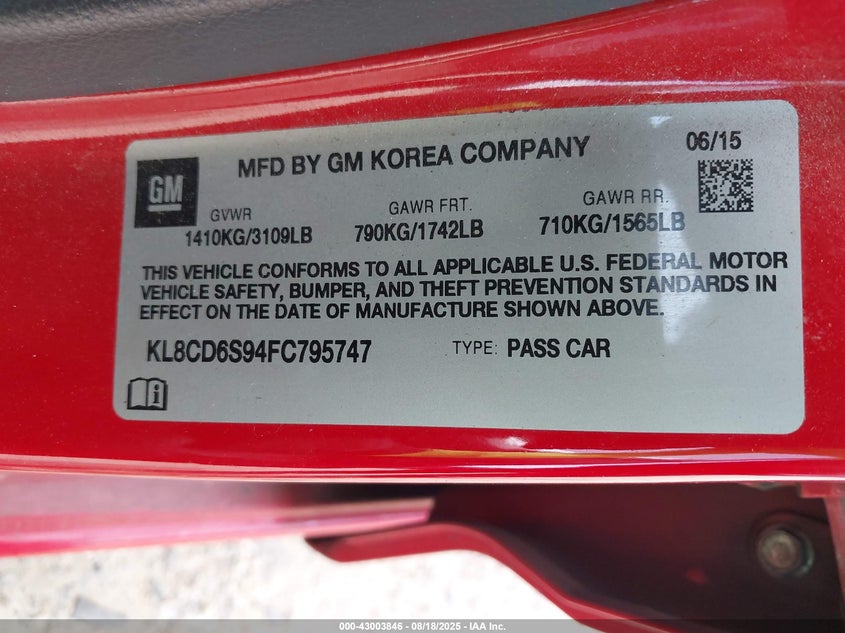 MFD BY GM KOREA COMPANY 06/15
GM
GVWR GAWR FRT. GAWR RR.
1410KG/3109LB 790KG/1742LB 710KG/1565LB
THIS VEHICLE CONFORMS TO ALL APPLICABLE U.S. FEDERAL MOTOR
VEHICLE SAFETY, BUMPER, AND THEFT PREVENTION STANDARDS IN
EFFECT ON THE DATE OF MANUFACTURE SHOWN ABOVE.
KL8CD6S94FC795747 TYPE: PASS CAR
000-43003846 - 08/18/2025 - IAA Inc.